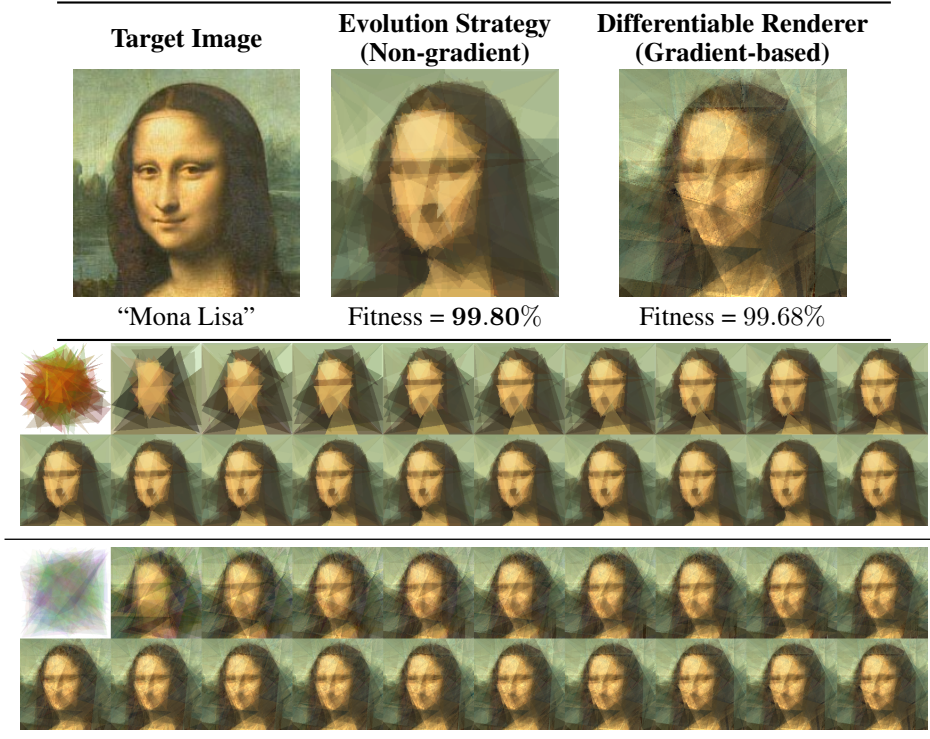 Target Image
Evolution Strategy
(Non-gradient)
Differentiable Renderer
(Gradient-based)
“Mona Lisa”
Fitness = 99.80%
Fitness = 99.68%